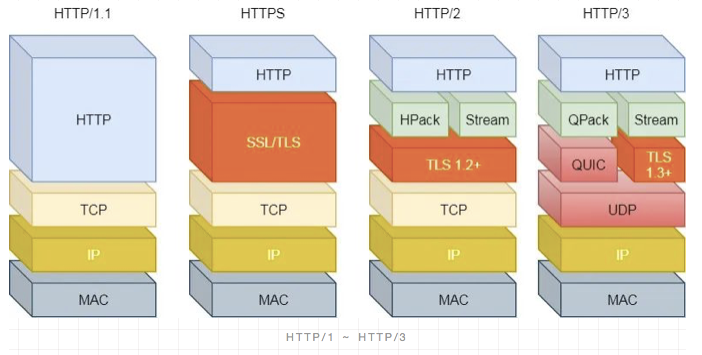 HTTP/1.1 HTTPS HTTP/2 HTTP/3
HTTP HTTP HTTP HTTP
SSL/TLS HPack Stream QPack Stream
TLS 1.2+ QUIC TLS
1.3+
TCP TCP TCP UDP
IP IP IP IP
MAC MAC MAC MAC
HTTP/1 ~ HTTP/3